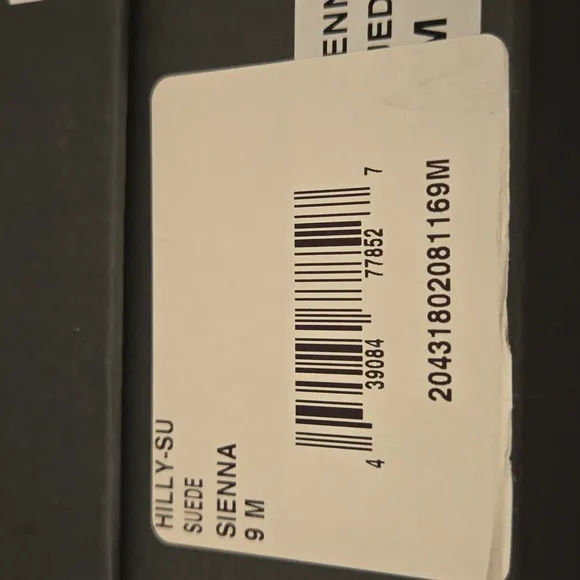 HILLY-SU
SUEDE
SIENNA
9 M
4 39084 77852 7
20431802081169M